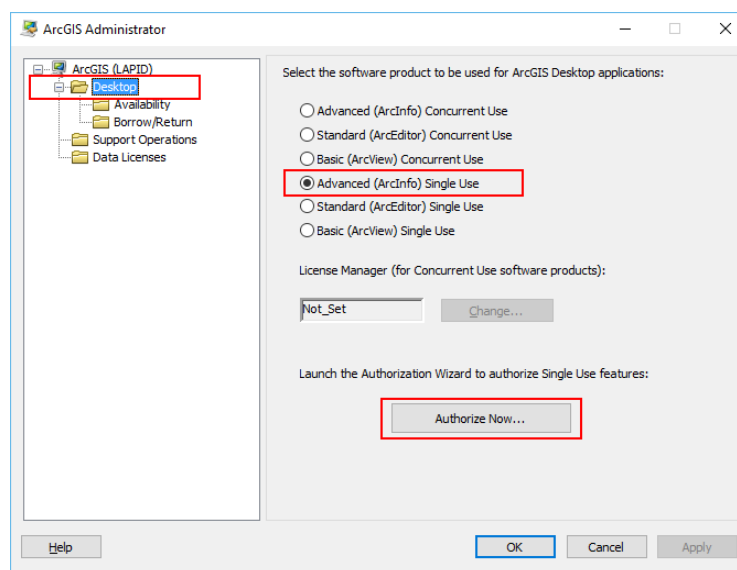 ArcGIS Administrator
ArcGIS (LAPID)
Desktop
Availability
Borrow/Return
Support Operations
Data Licenses
Select the software product to be used for ArcGIS Desktop applications:
Advanced (ArcInfo) Concurrent Use
Standard (ArcEditor) Concurrent Use
Basic (ArcView) Concurrent Use
Advanced (ArcInfo) Single Use
Standard (ArcEditor) Single Use
Basic (ArcView) Single Use
License Manager (for Concurrent Use software products):
Not_Set
Change...
Launch the Authorization Wizard to authorize Single Use features:
Authorize Now...
Help
OK
Cancel
Apply